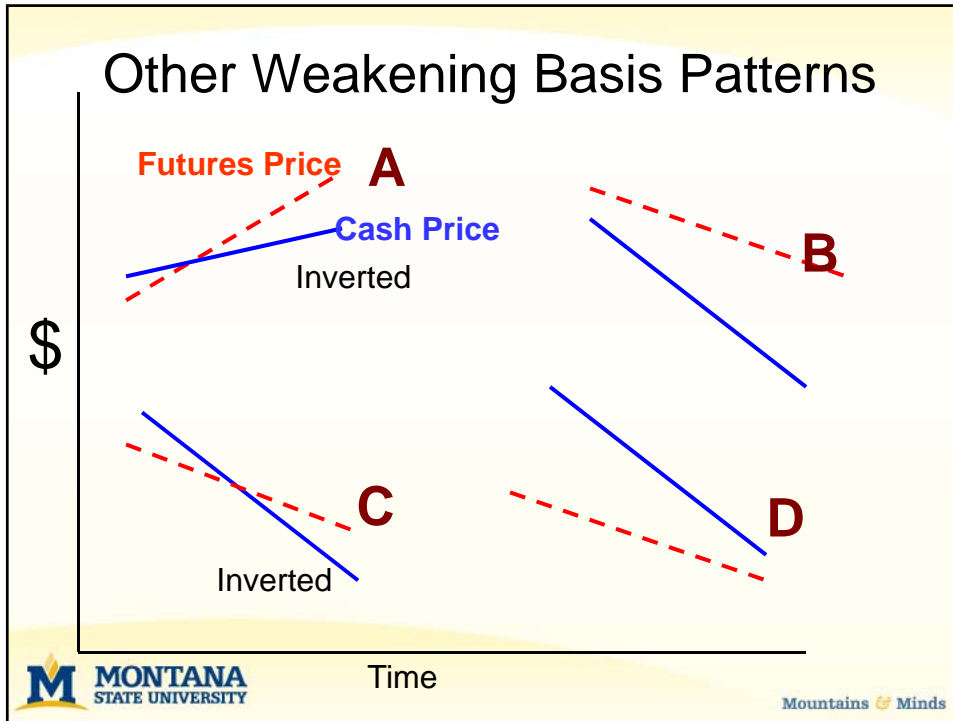 Other Weakening Basis Patterns
Futures Price
A
Cash Price
Inverted
B
$
C
Inverted
D
Time
M
MONTANA
STATE UNIVERSITY
Mountains & Minds